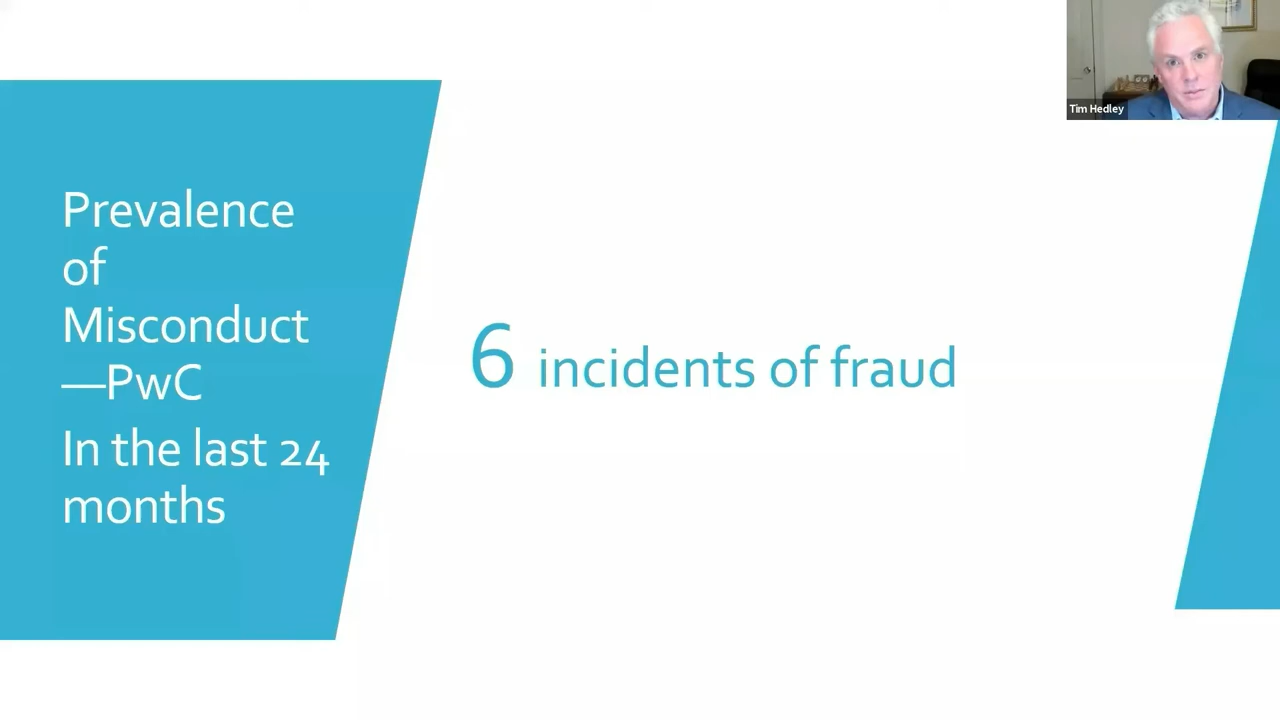 Prevalence
of
Misconduct
—PwC
In the last 24
months
6 incidents of fraud
Tim Hedley